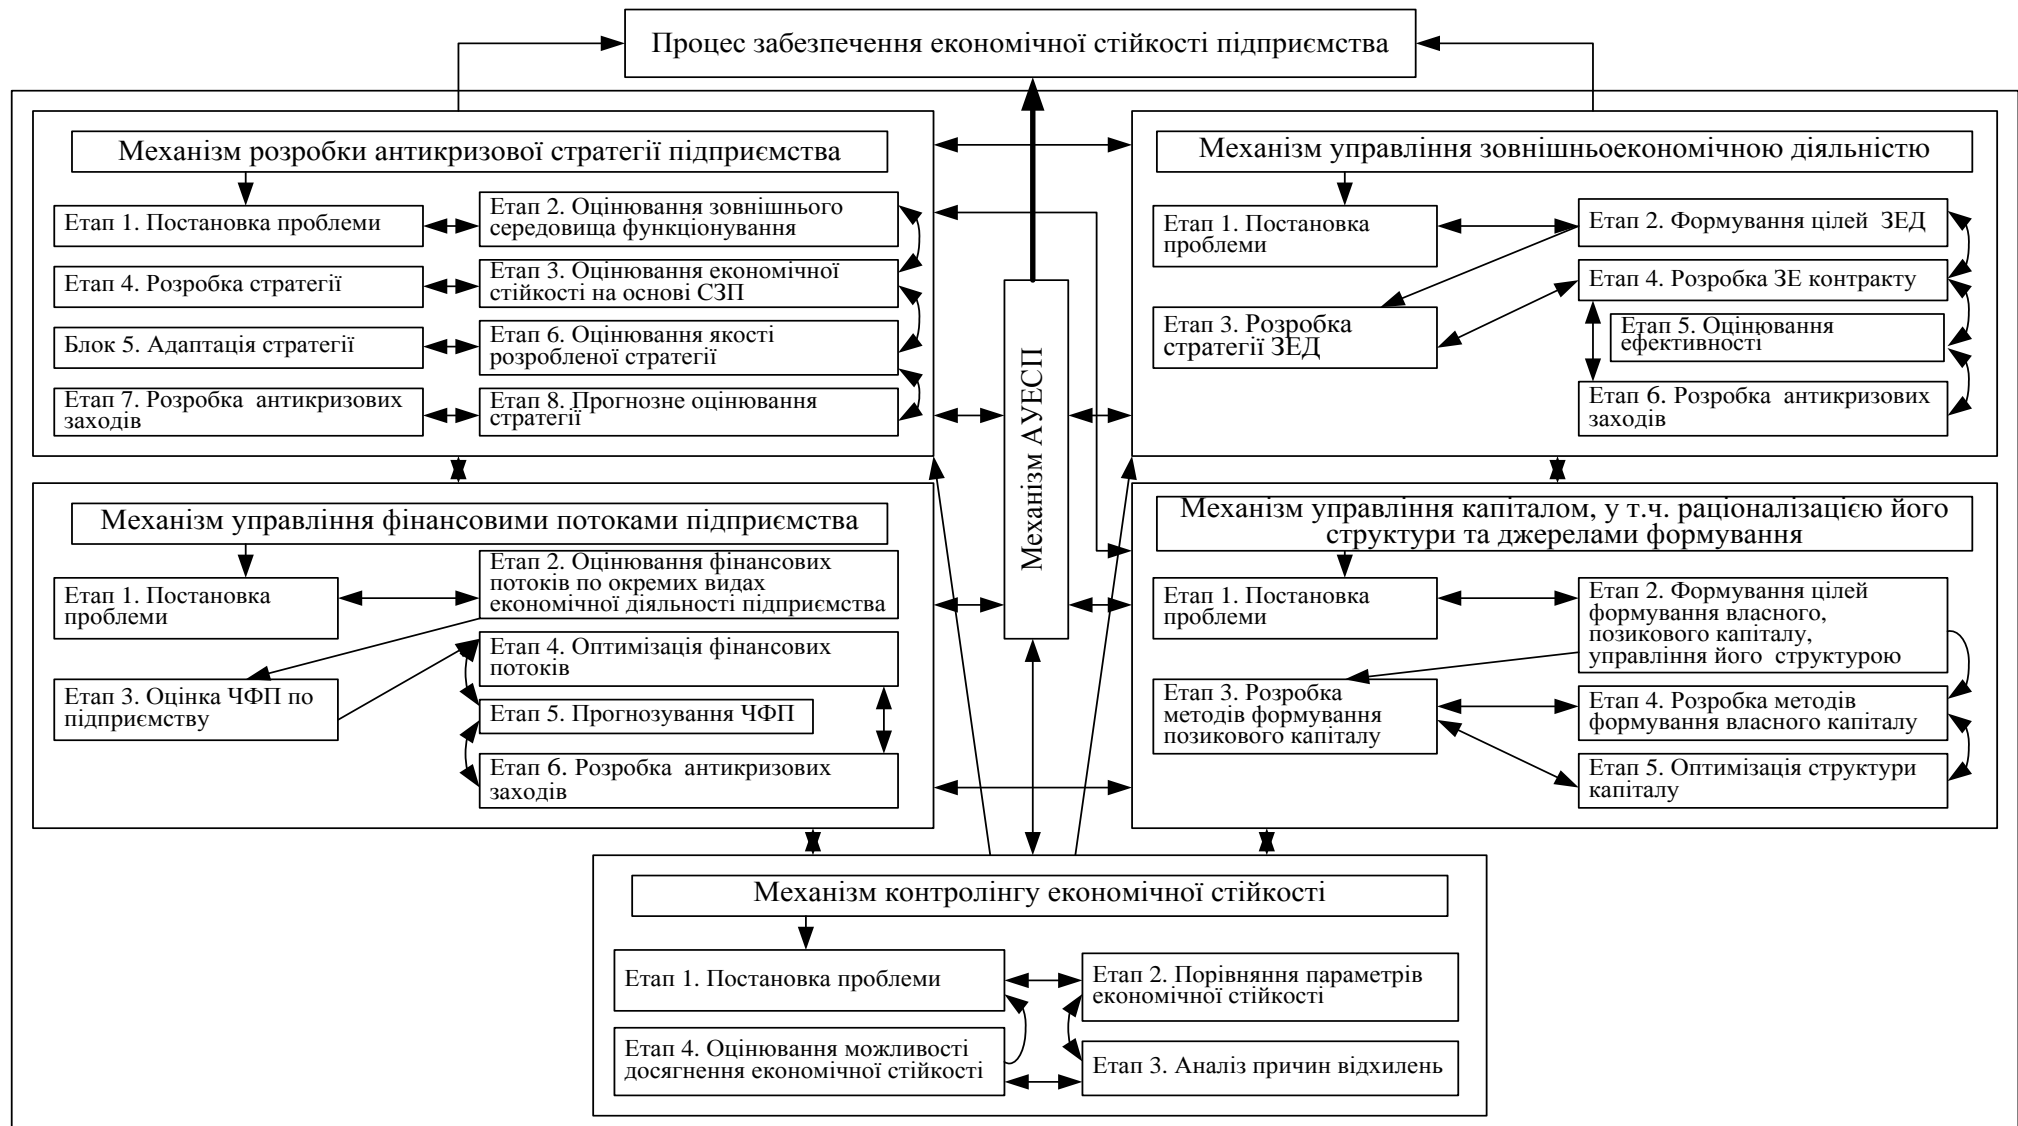 Процес забезпечення економічної стійкості підприємства
Механізм розробки антикризової стратегії підприємства
Етап 1. Постановка проблеми
Етап 2. Оцінювання зовнішнього
середовища функціонування
Етап 4. Розробка стратегії
Етап 3. Оцінювання економічної
стійкості на основі СЗП
Блок 5. Адаптація стратегії
Етап 6. Оцінювання якості
розробленої стратегії
Етап 7. Розробка антикризових
заходів
Етап 8. Прогнозне оцінювання
стратегії
Механізм АУЕСП
Механізм управління зовнішньоекономічною діяльністю
Етап 1. Постановка
проблеми
Етап 2. Формування цілей ЗЕД
Етап 4. Розробка ЗЕ контракту
Етап 3. Розробка
стратегії ЗЕД
Етап 5. Оцінювання
ефективності
Етап 6. Розробка антикризових
заходів
Механізм управління фінансовими потоками підприємства
Етап 1. Постановка
проблеми
Етап 2. Оцінювання фінансових
потоків по окремих видах
економічної діяльності підприємства
Етап 4. Оптимізація фінансових
потоків
Етап 3. Оцінка ЧФП по
підприємству
Етап 5. Прогнозування ЧФП
Етап 6. Розробка антикризових
заходів
Механізм управління капіталом, у т.ч. раціоналізацією його
структури та джерелами формування
Етап 1. Постановка
проблеми
Етап 2. Формування цілей
формування власного,
позикового капіталу,
управління його структурою
Етап 3. Розробка
методів формування
позикового капіталу
Етап 4. Розробка методів
формування власного капіталу
Етап 5. Оптимізація структури
капіталу
Механізм контролінгу економічної стійкості
Етап 1. Постановка проблеми
Етап 2. Порівняння параметрів
економічної стійкості
Етап 4. Оцінювання можливості
досягнення економічної стійкості
Етап 3. Аналіз причин відхилень